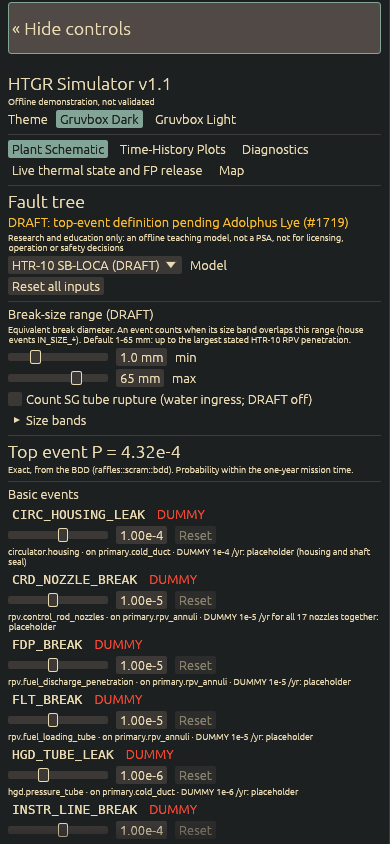 « Hide controls
HTGR Simulator v1.1
Offline demonstration, not validated
Theme Gruvbox Dark Gruvbox Light
Plant Schematic Time-History Plots Diagnostics
Live thermal state and FP release Map
Fault tree
DRAFT: top-event definition pending Adolphus Lye (#1719)
Research and education only: an offline teaching model, not a PSA, not for licensing,
operation or safety decisions
HTR-10 SB-LOCA (DRAFT) Model
Reset all inputs
Break-size range (DRAFT)
Equivalent break diameter. An event counts when its size band overlaps this range (house
events IN_SIZE_*). Default 1-65 mm: up to the largest stated HTR-10 RPV penetration.
1.0 mm min
65 mm max
Count SG tube rupture (water ingress; DRAFT off)
Size bands
Top event P = 4.32e-4
Exact, from the BDD (raffles::scram::bdd). Probability within the one-year mission time.
Basic events
CIRC_HOUSING_LEAK DUMMY
1.00e-4 Reset
circulator.housing · on primary.cold_duct · DUMMY 1e-4 /yr: placeholder (housing and shaft
seal)
CRD_NOZZLE_BREAK DUMMY
1.00e-5 Reset
rpv.control_rod_nozzles · on primary.rpv_annuli · DUMMY 1e-5 /yr for all 17 nozzles together:
placeholder
FDP_BREAK DUMMY
1.00e-5 Reset
rpv.fuel_discharge_penetration · on primary.rpv_annuli · DUMMY 1e-5 /yr: placeholder
FLT_BREAK DUMMY
1.00e-5 Reset
rpv.fuel_loading_tube · on primary.rpv_annuli · DUMMY 1e-5 /yr: placeholder
HGD_TUBE_LEAK DUMMY
1.00e-6 Reset
hgd.pressure_tube · on primary.cold_duct · DUMMY 1e-6 /yr: placeholder
INSTR_LINE_BREAK DUMMY
1.00e-4 Reset